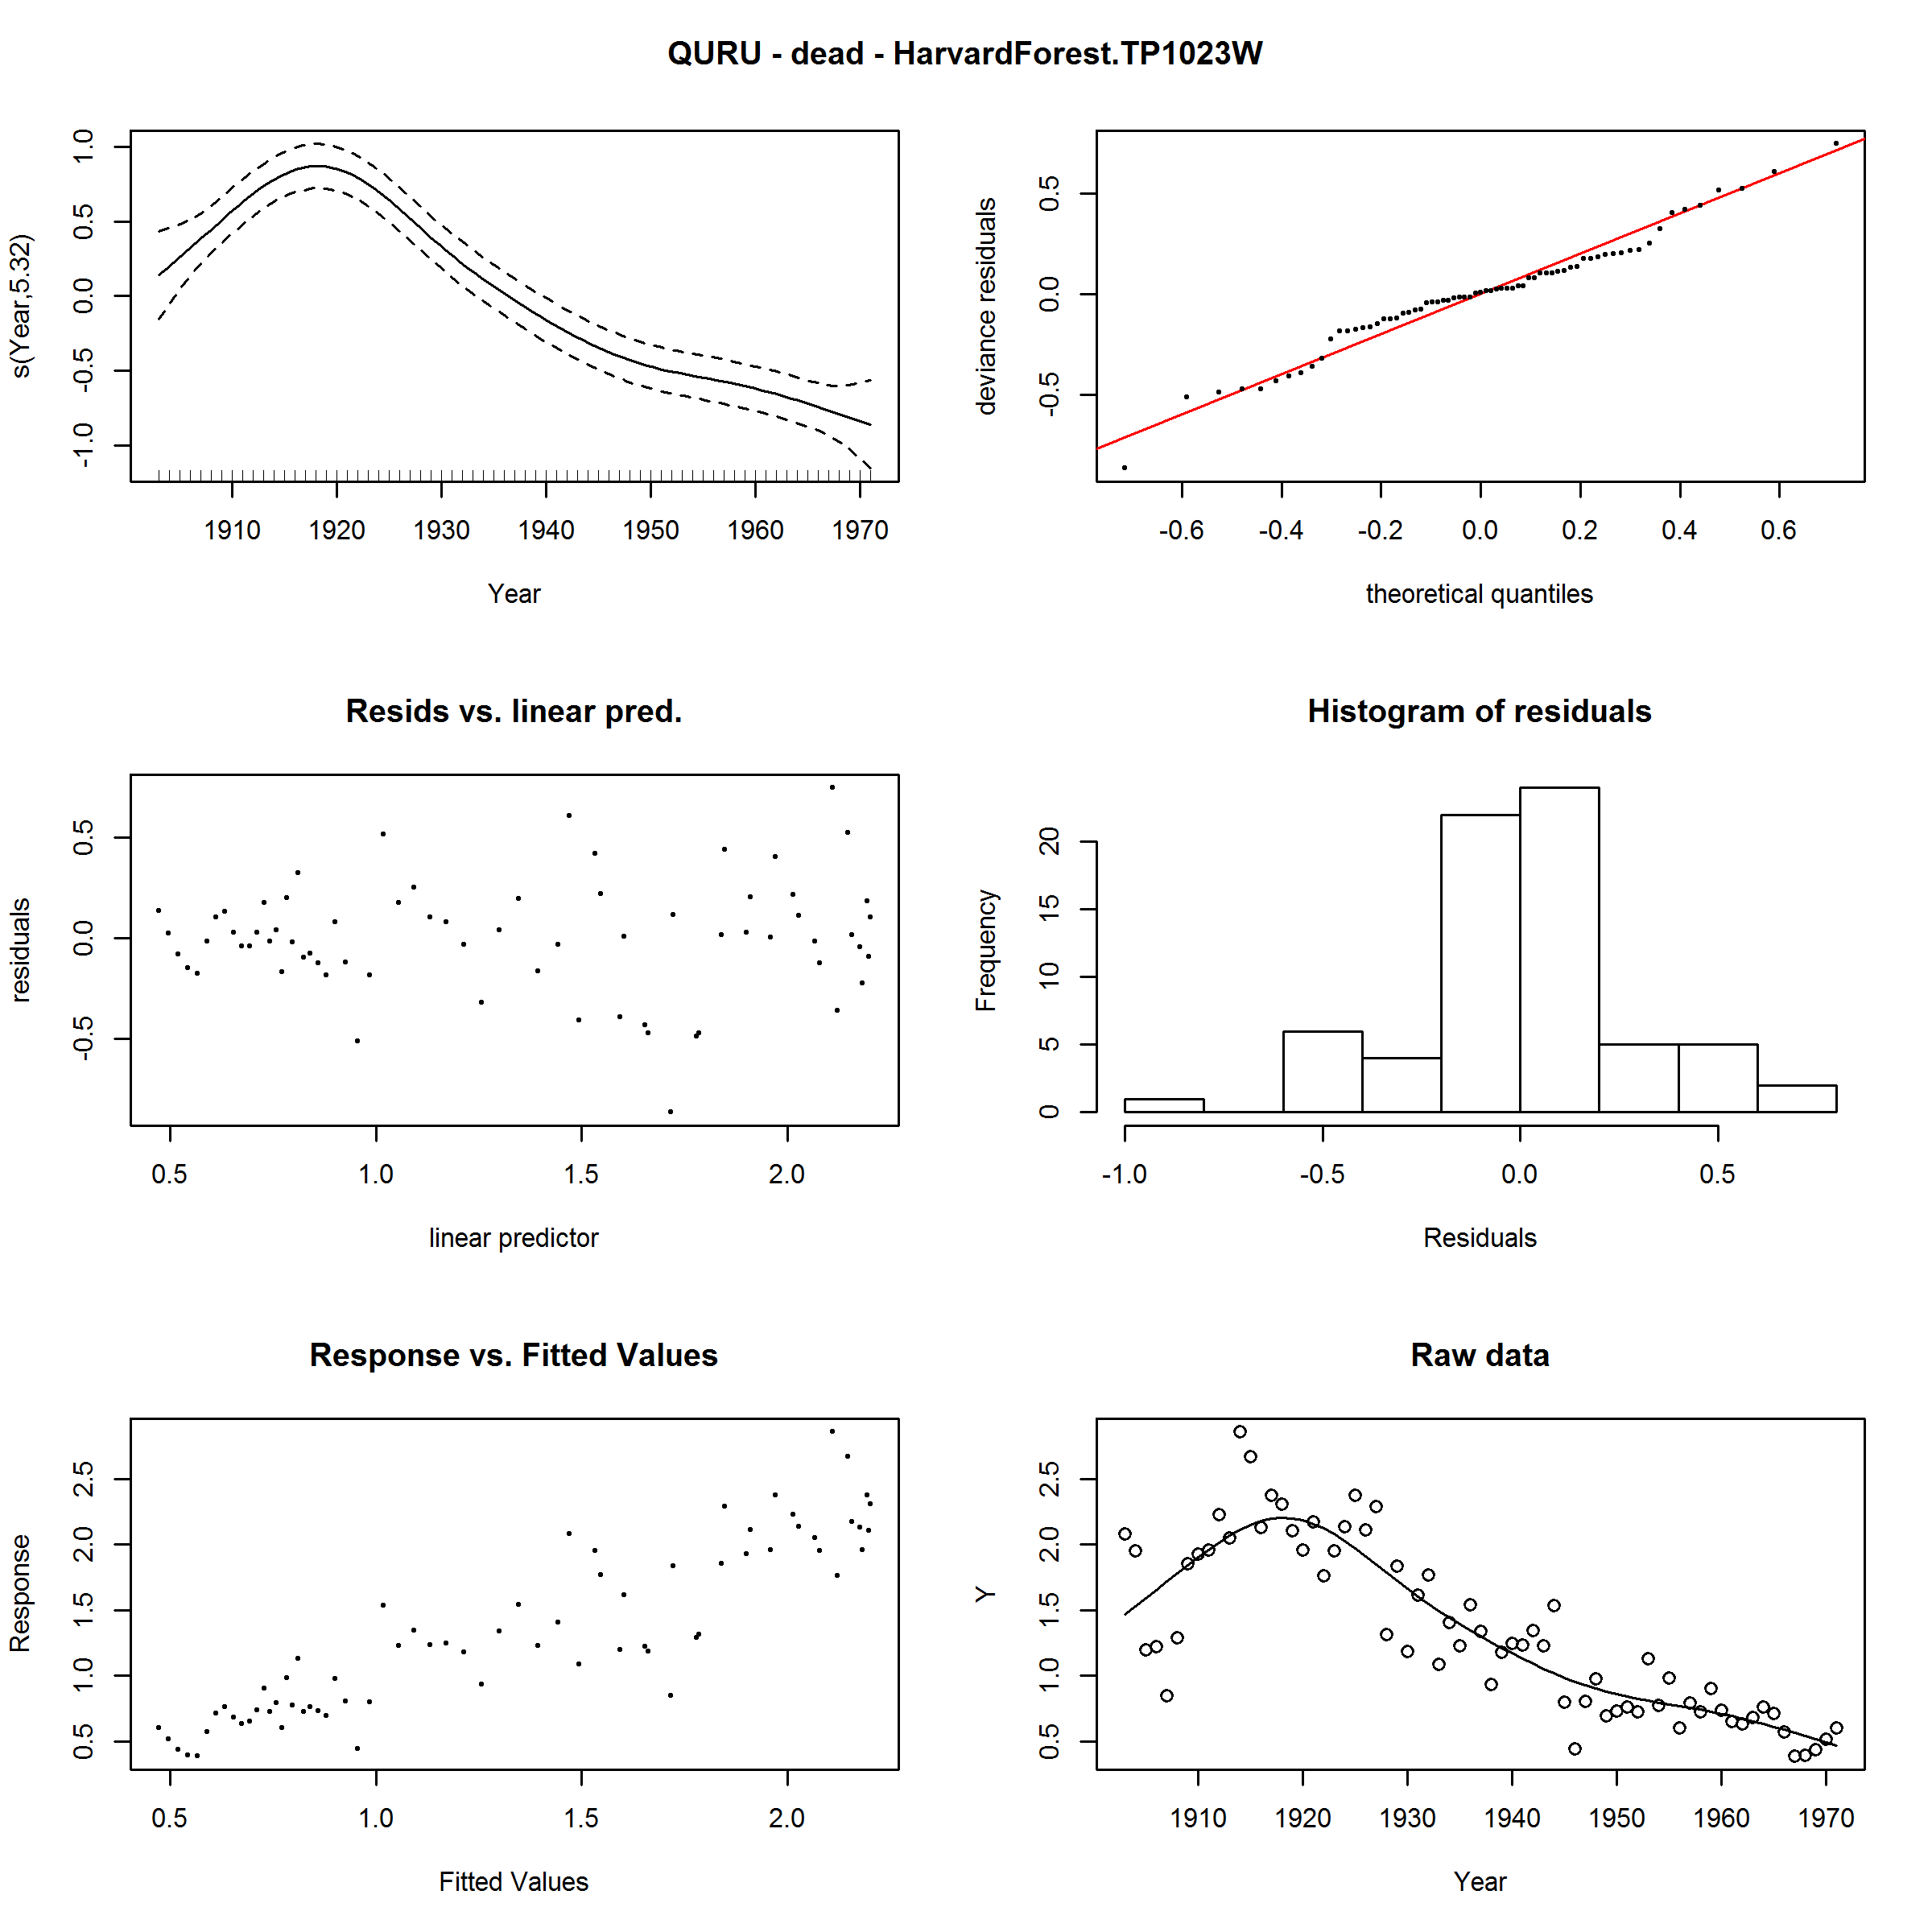 QURU - dead - HarvardForest.TP1023W
s(Year,5.32)
1.0
0.5
0.0
-0.5
-1.0
1910 1920 1930 1940 1950 1960 1970
Year
deviance residuals
0.5
0.0
-0.5
-0.6 -0.4 -0.2 0.0 0.2 0.4 0.6
theoretical quantiles
Resids vs. linear pred.
residuals
0.5
0.0
-0.5
0.5 1.0 1.5 2.0
linear predictor
Histogram of residuals
Frequency
20
15
10
5
0
-1.0 -0.5 0.0 0.5
Residuals
Response vs. Fitted Values
Response
2.5
2.0
1.5
1.0
0.5
0.5 1.0 1.5 2.0
Fitted Values
Raw data
Y
2.5
2.0
1.5
1.0
0.5
1910 1920 1930 1940 1950 1960 1970
Year